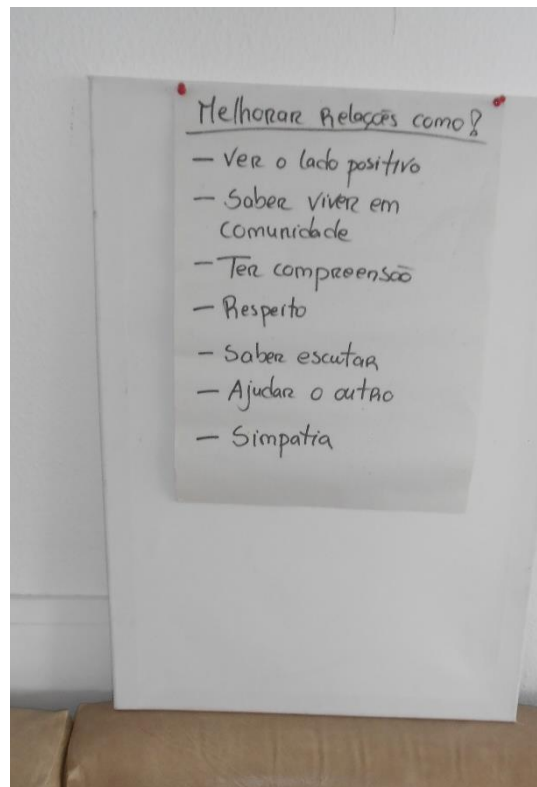 Melhorar Relações como?
— Ver o lado positivo
— Saber viver em
comunidade
— Ter compreensão
— Respeito
— Saber escutar
— Ajudar o outro
— Simpatia